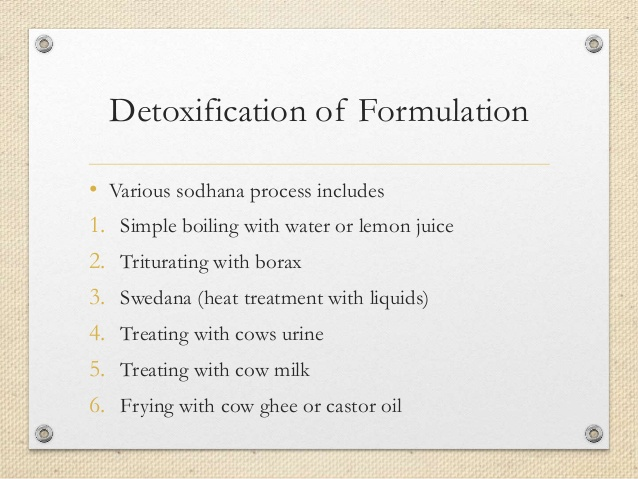 Detoxification of Formulation
• Various sodhana process includes
1. Simple boiling with water or lemon juice
2. Triturating with borax
3. Swedana (heat treatment with liquids)
4. Treating with cows urine
5. Treating with cow milk
6. Frying with cow ghee or castor oil